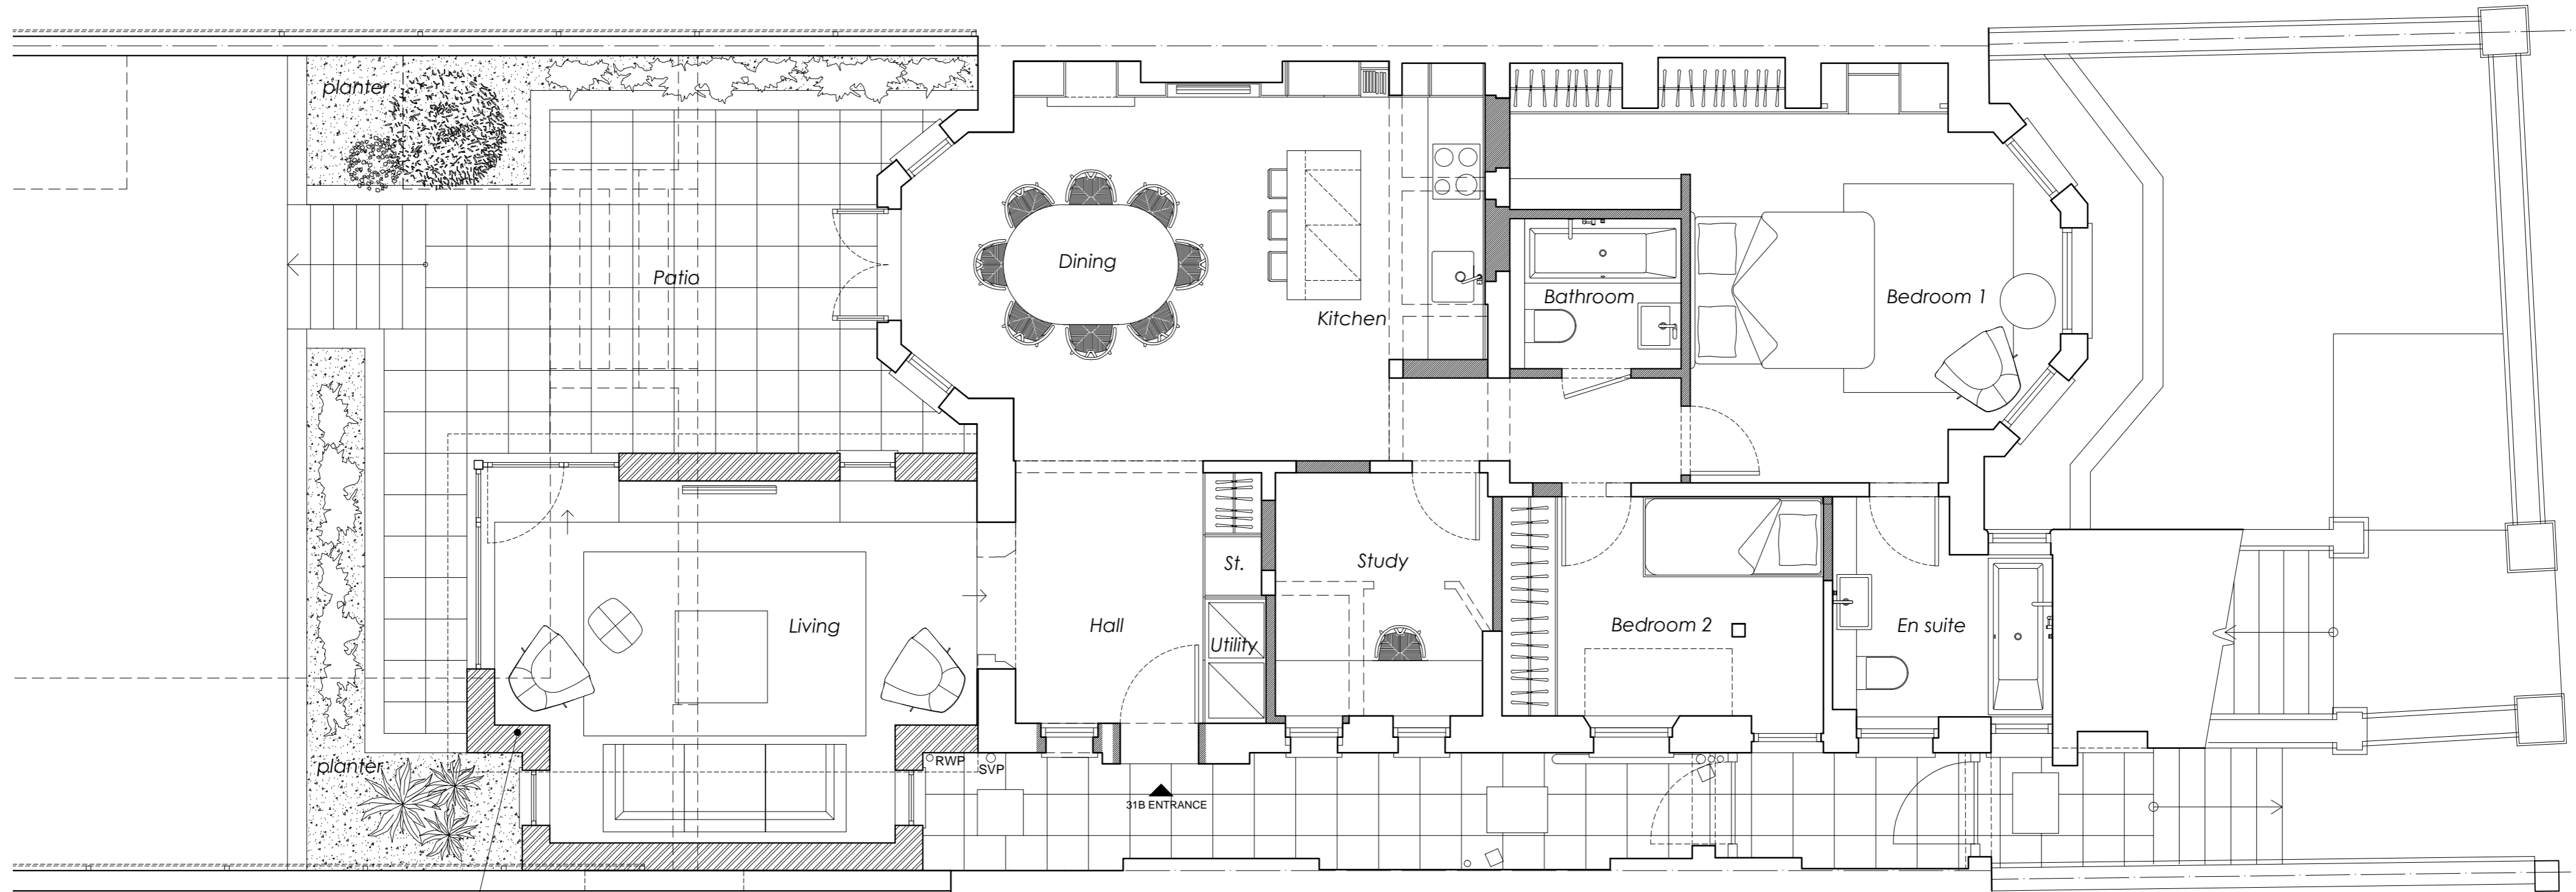 planter
Patio
Dining
Kitchen
Bathroom
Bedroom 1
Living
Hall
St.
Utility
Study
Bedroom 2
En suite
planter
RWP
SVP
31B ENTRANCE